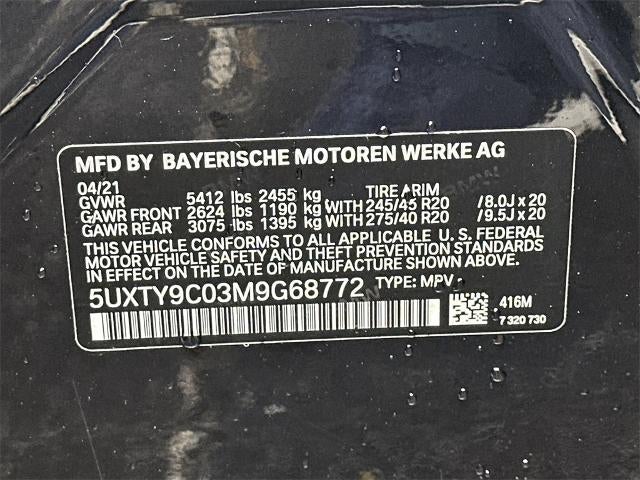 MFD BY BAYERISCHE MOTOREN WERKE AG
04/21 TIRE A RIM
GVWR 5412 lbs 2455 kg
GAWR FRONT 2624 lbs 1190 kg WITH 245/45 R20 /8.0J x 20
GAWR REAR 3075 lbs 1395 kg WITH 275/40 R20 /9.5J x 20
THIS VEHICLE CONFORMS TO ALL APPLICABLE U. S. FEDERAL
MOTOR VEHICLE SAFETY AND THEFT PREVENTION STANDARDS
IN EFFECT ON THE DATE OF MANUFACTURE SHOWN ABOVE.
5UXTY9C03M9G68772 TYPE: MPV
416M
7 320 730